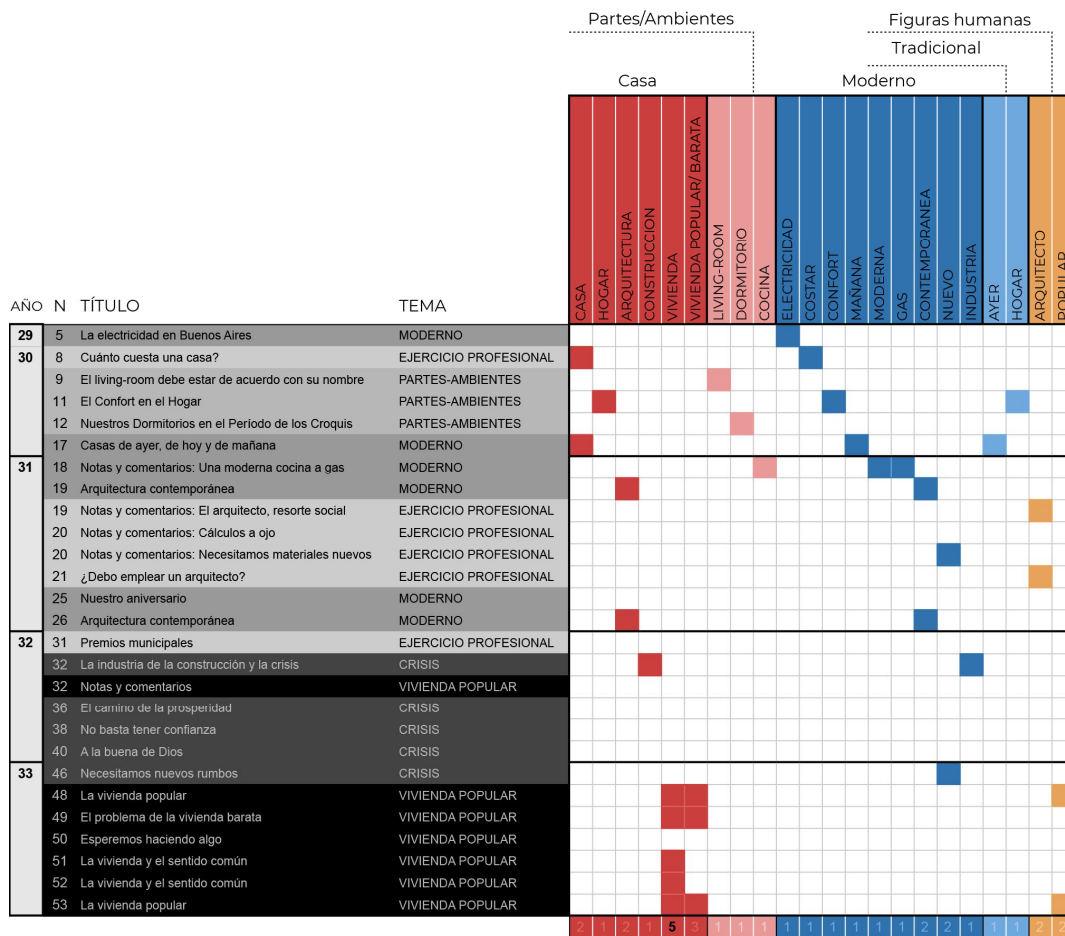 Partes/Ambientes
Figuras humanas
Tradicional
Casa
Moderno
CASA
HOGAR
ARQUITECTURA
CONSTRUCCION
VIVIENDA
VIVIENDA POPULAR/ BARATA
LIVING-ROOM
DORMITORIO
COCINA
ELECTRICIDAD
COSTAR
CONFORT
MAÑANA
MODERNA
GAS
CONTEMPORANEA
NUEVO
INDUSTRIA
AYER
HOGAR
ARQUITECTO
POPULAR
AÑO N TÍTULO TEMA
29 5 La electricidad en Buenos Aires MODERNO
30 8 Cuánto cuesta una casa? EJERCICIO PROFESIONAL
9 El living-room debe estar de acuerdo con su nombre PARTES-AMBIENTES
11 El Confort en el Hogar PARTES-AMBIENTES
12 Nuestros Dormitorios en el Período de los Croquis PARTES-AMBIENTES
17 Casas de ayer, de hoy y de mañana MODERNO
31 18 Notas y comentarios: Una moderna cocina a gas MODERNO
19 Arquitectura contemporánea MODERNO
19 Notas y comentarios: El arquitecto, resorte social EJERCICIO PROFESIONAL
20 Notas y comentarios: Cálculos a ojo EJERCICIO PROFESIONAL
20 Notas y comentarios: Necesitamos materiales nuevos EJERCICIO PROFESIONAL
21 ¿Debo emplear un arquitecto? EJERCICIO PROFESIONAL
25 Nuestro aniversario MODERNO
26 Arquitectura contemporánea MODERNO
32 31 Premios municipales EJERCICIO PROFESIONAL
32 La industria de la construcción y la crisis CRISIS
32 Notas y comentarios VIVIENDA POPULAR
36 El camino de la prosperidad CRISIS
38 No basta tener confianza CRISIS
40 A la buena de Dios CRISIS
33 46 Necesitamos nuevos rumbos CRISIS
48 La vivienda popular VIVIENDA POPULAR
49 El problema de la vivienda barata VIVIENDA POPULAR
50 Esperemos haciendo algo VIVIENDA POPULAR
51 La vivienda y el sentido común VIVIENDA POPULAR
52 La vivienda y el sentido común VIVIENDA POPULAR
53 La vivienda popular VIVIENDA POPULAR
2 1 2 1 5 3 1 1 1 1 1 1 1 1 1 2 2 1 1 1 2 2